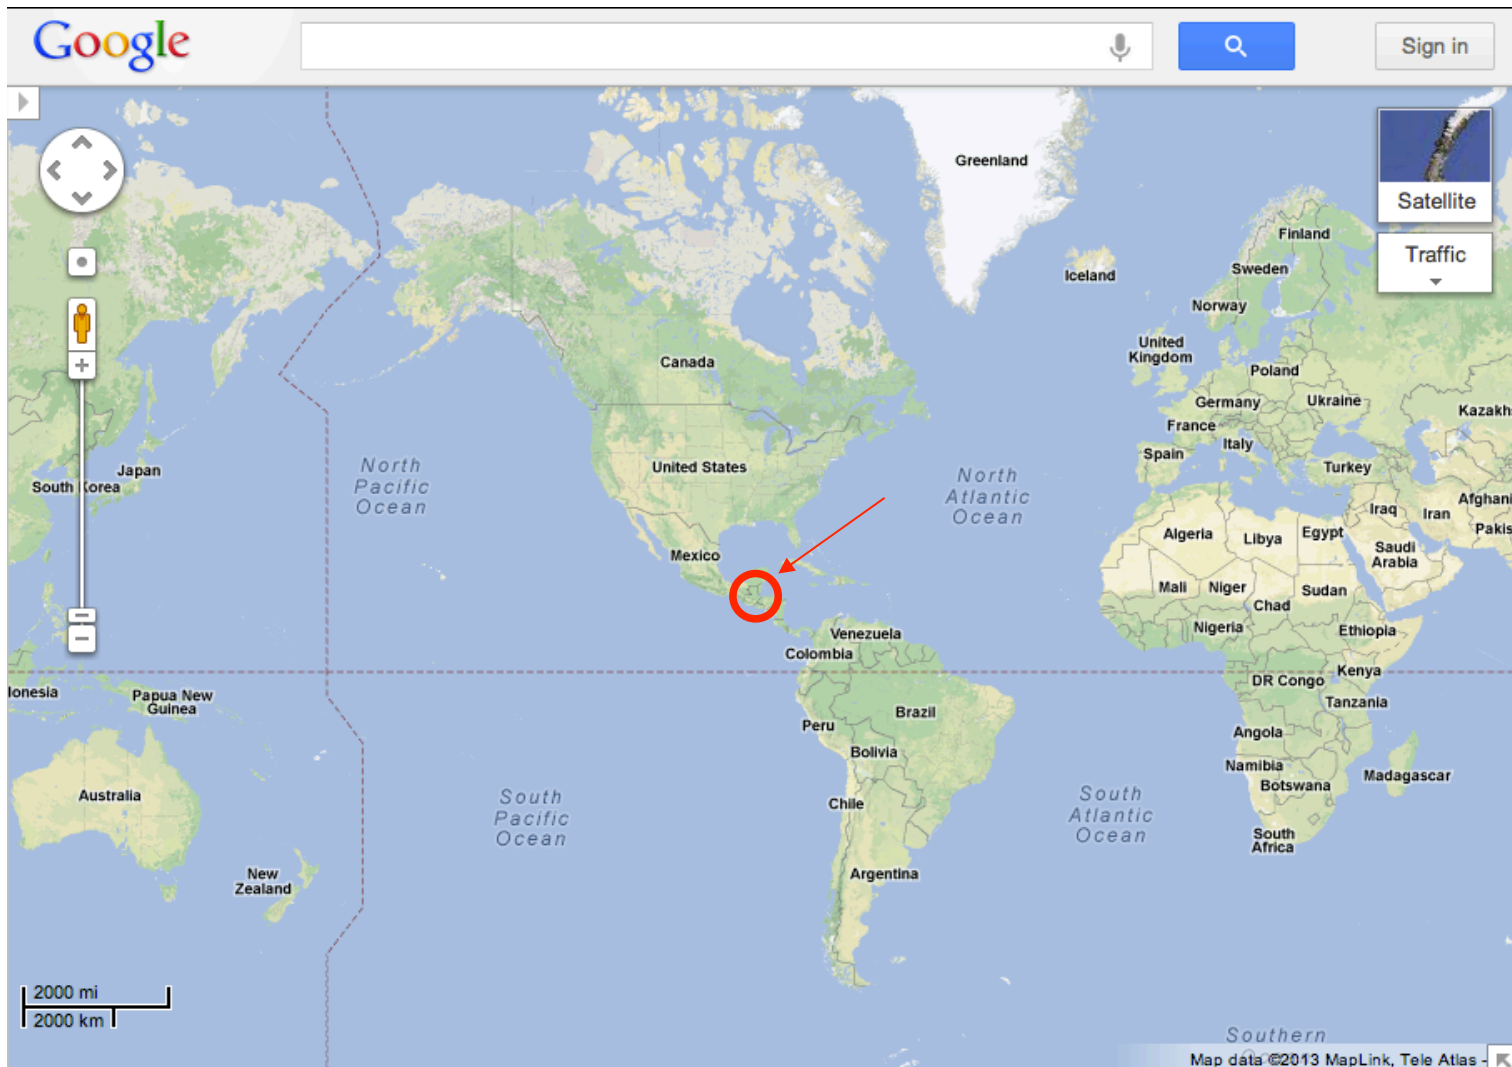 Google
Sign in
Greenland
Satellite
Finland
Traffic
Sweden
Iceland
Norway
United
Kingdom
Canada
Poland
Germany
Ukraine
Kazakh
France
Italy
Spain
Japan
South Korea
North
Pacific
Ocean
United States
North
Atlantic
Ocean
Turkey
Afghani
Iraq
Iran
Pakis
Algeria
Libya
Egypt
Saudi
Arabia
Mexico
Mali
Niger
Sudan
Chad
Nigeria
Ethiopia
Venezuela
Colombia
Kenya
DR Congo
lonesia
Papua New
Guinea
Tanzania
Brazil
Peru
Angola
Bolivia
Namibia
Botswana
Madagascar
Australia
South
Pacific
Ocean
Chile
South
Atlantic
Ocean
South
Africa
New
Zealand
Argentina
2000 mi
2000 km
Southern
Map data ©2013 MapLink, Tele Atlas -